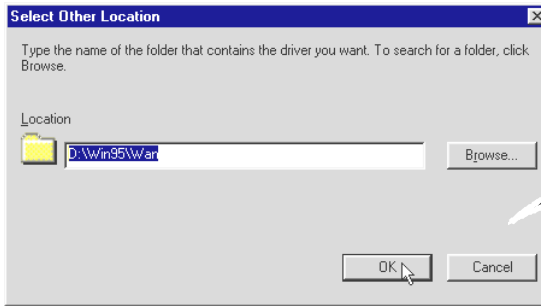 Select Other Location
Type the name of the folder that contains the driver you want. To search for a folder, click
Browse.
Location
D:\Win95\Wan
Browse...
OK
Cancel